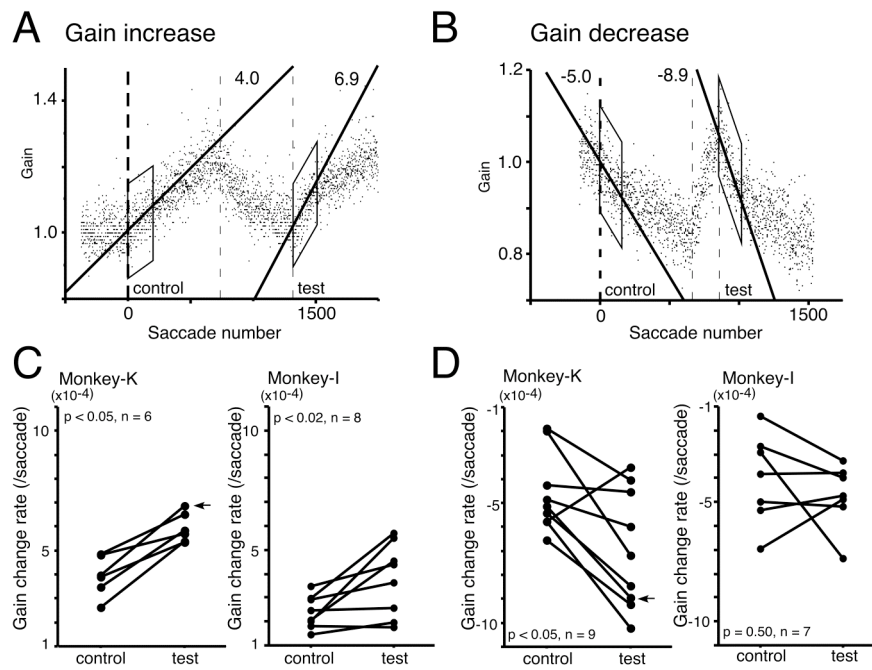 A Gain increase
1.4
1.0
Gain
4.0
6.9
control
test
0
1500
Saccade number
B Gain decrease
1.2
1.0
0.8
Gain
-5.0
-8.9
control
test
0
1500
Saccade number
C
Monkey-K
(x10-4)
p < 0.05, n = 6
10
5
1
Gain change rate (/saccade)
control test
Monkey-I
(x10-4)
p < 0.02, n = 8
10
5
1
Gain change rate (/saccade)
control test
D
Monkey-K
(x10-4)
-1
-5
-10
Gain change rate (/saccade)
p < 0.05, n = 9
control test
Monkey-I
(x10-4)
-1
-5
-10
Gain change rate (/saccade)
p = 0.50, n = 7
control test